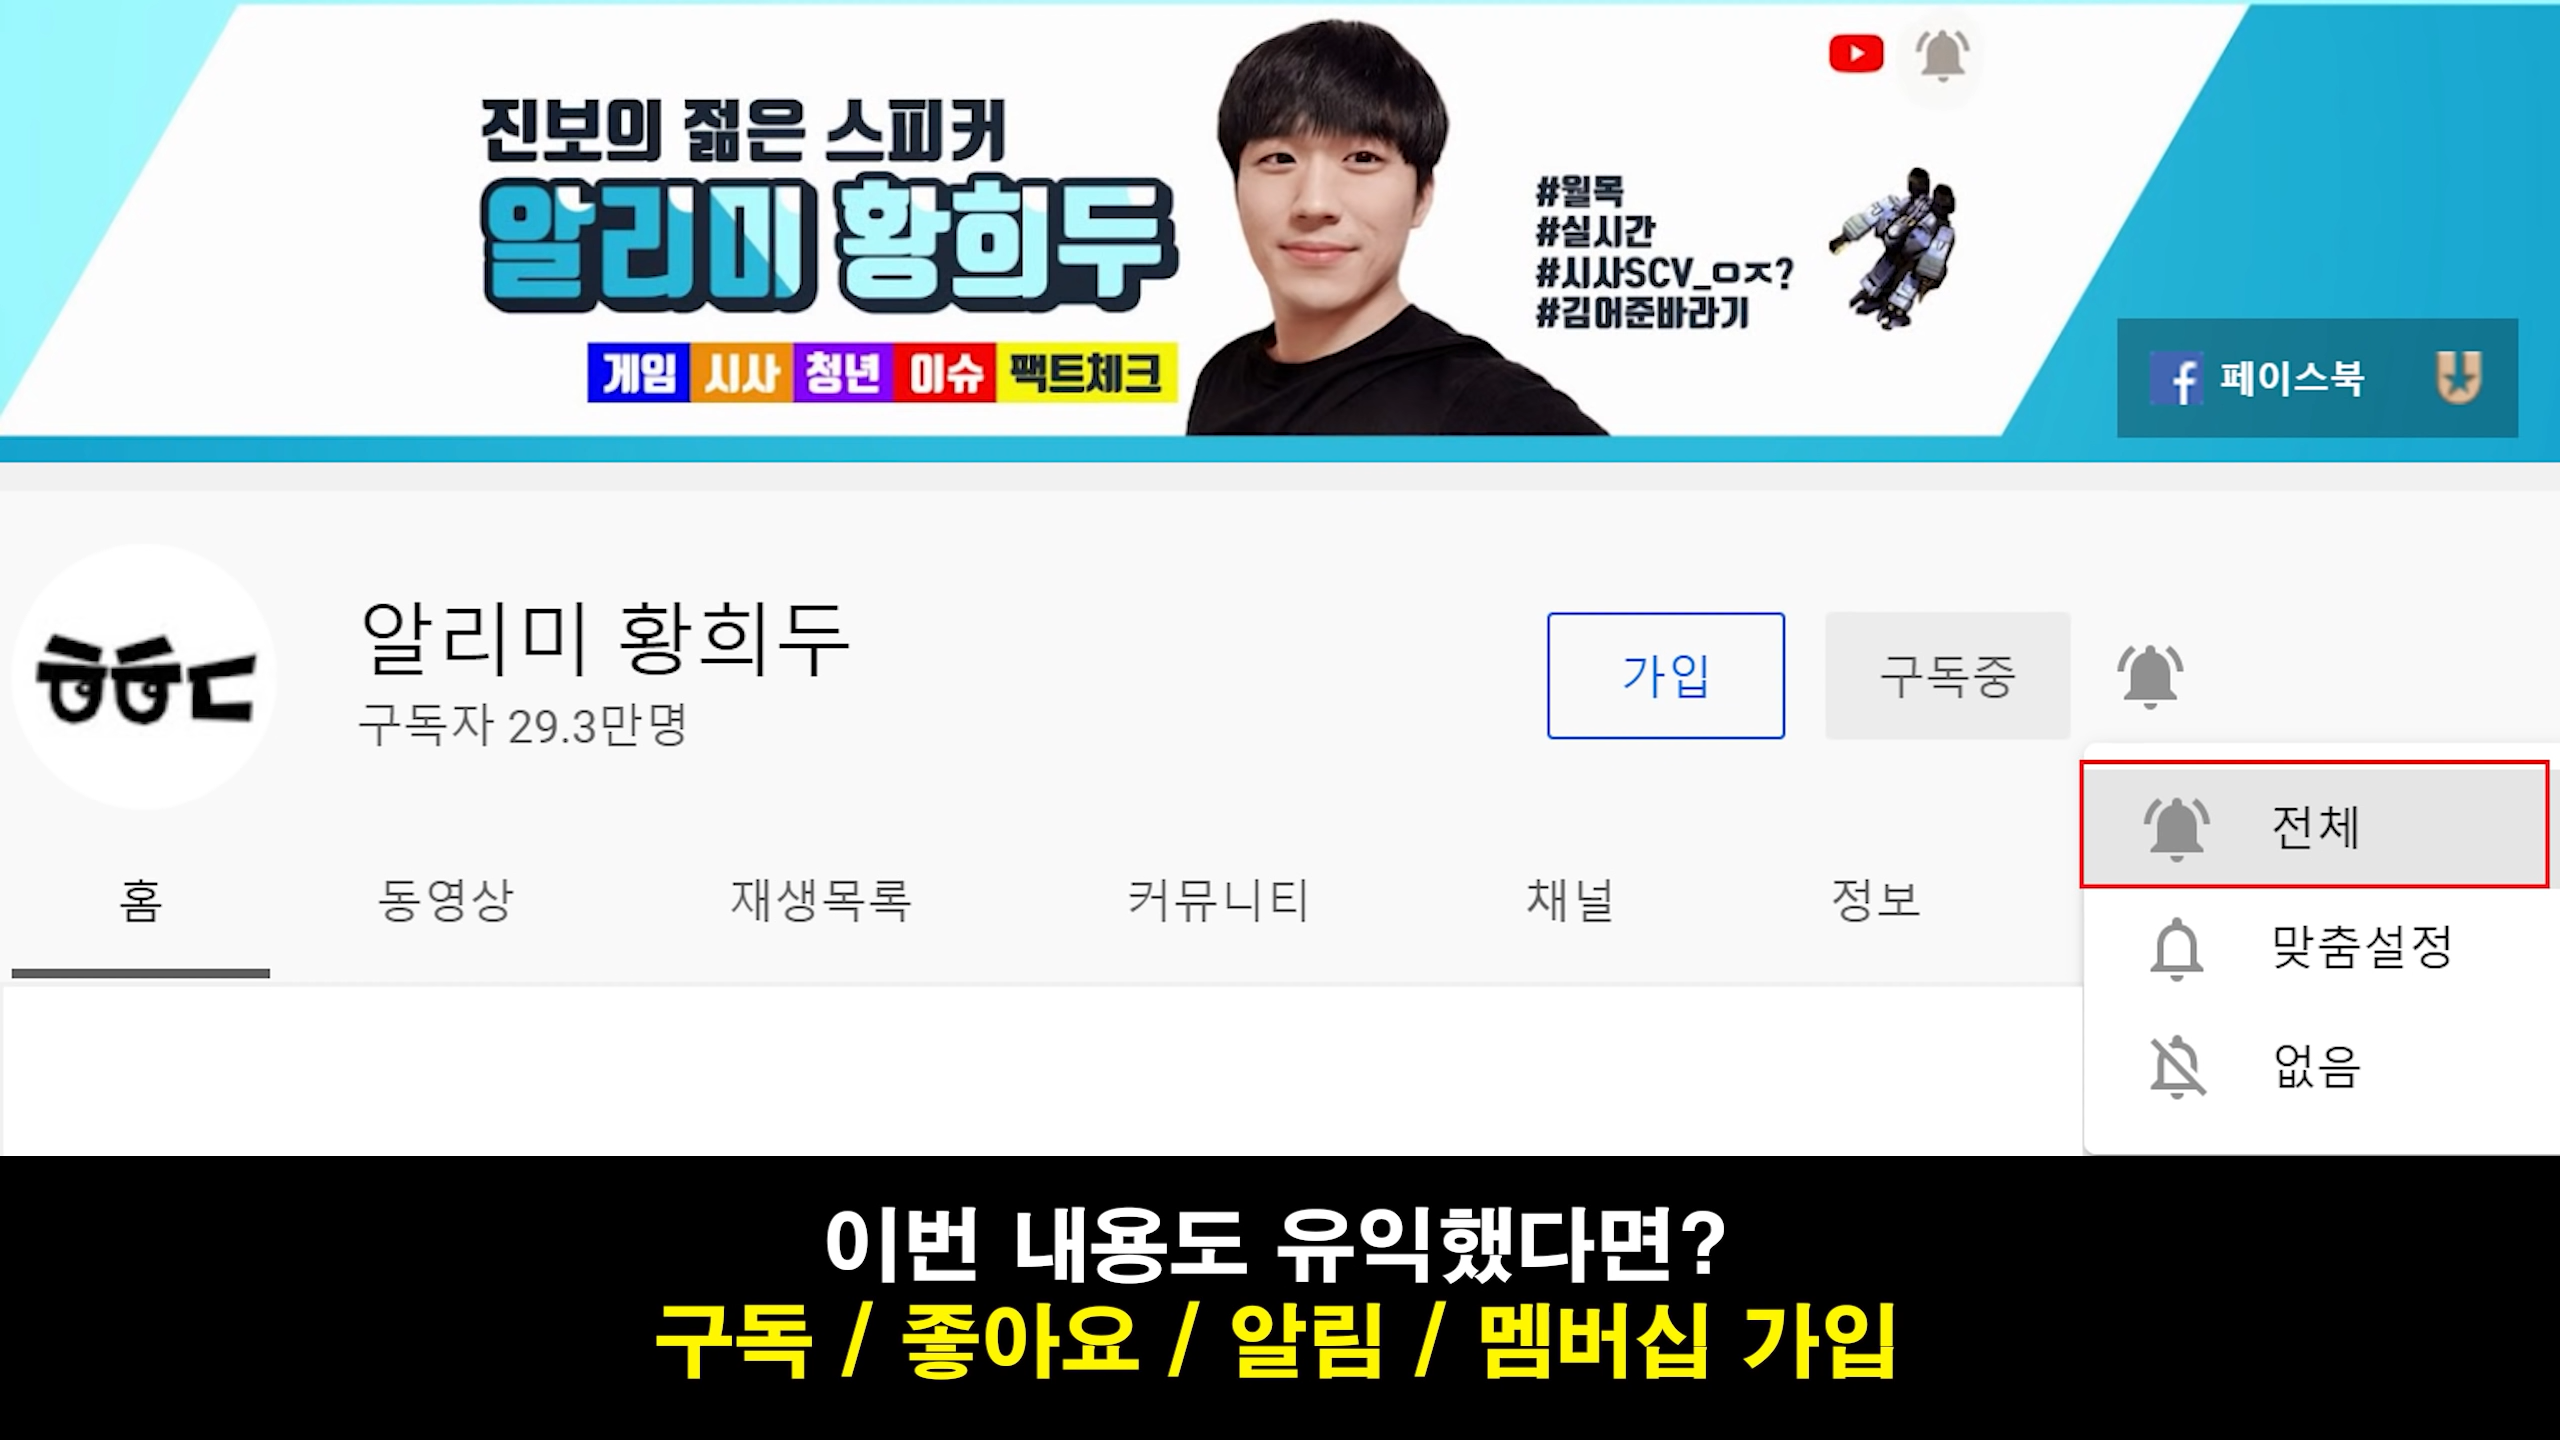 진보의 젊은 스피커
알리미 황희두
게임 시사 청년 이슈 팩트체크
#월목
#실시간
#시사SCV_ㅁㅈ?
#김어준바라기
페이스북
ㅎㅎㄷ
알리미 황희두
구독자 29.3만명
가입
구독중
홈 동영상 재생목록 커뮤니티 채널 정보
전체
맞춤설정
없음
이번 내용도 유익했다면?
구독 / 좋아요 / 알림 / 멤버십 가입